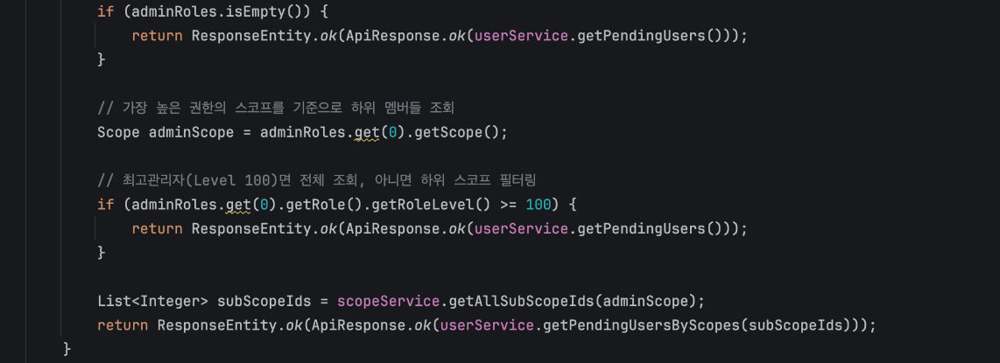 if (adminRoles.isEmpty()) {
return ResponseEntity.ok(ApiResponse.ok(userService.getPendingUsers()));
}
// 가장 높은 권한의 스코프를 기준으로 하위 멤버들 조회
Scope adminScope = adminRoles.get(0).getScope();
// 최고관리자(Level 100)면 전체 조회, 아니면 하위 스코프 필터링
if (adminRoles.get(0).getRole().getRoleLevel() >= 100) {
return ResponseEntity.ok(ApiResponse.ok(userService.getPendingUsers()));
}
List<Integer> subScopeIds = scopeService.getAllSubScopeIds(adminScope);
return ResponseEntity.ok(ApiResponse.ok(userService.getPendingUsersByScopes(subScopeIds)));
}